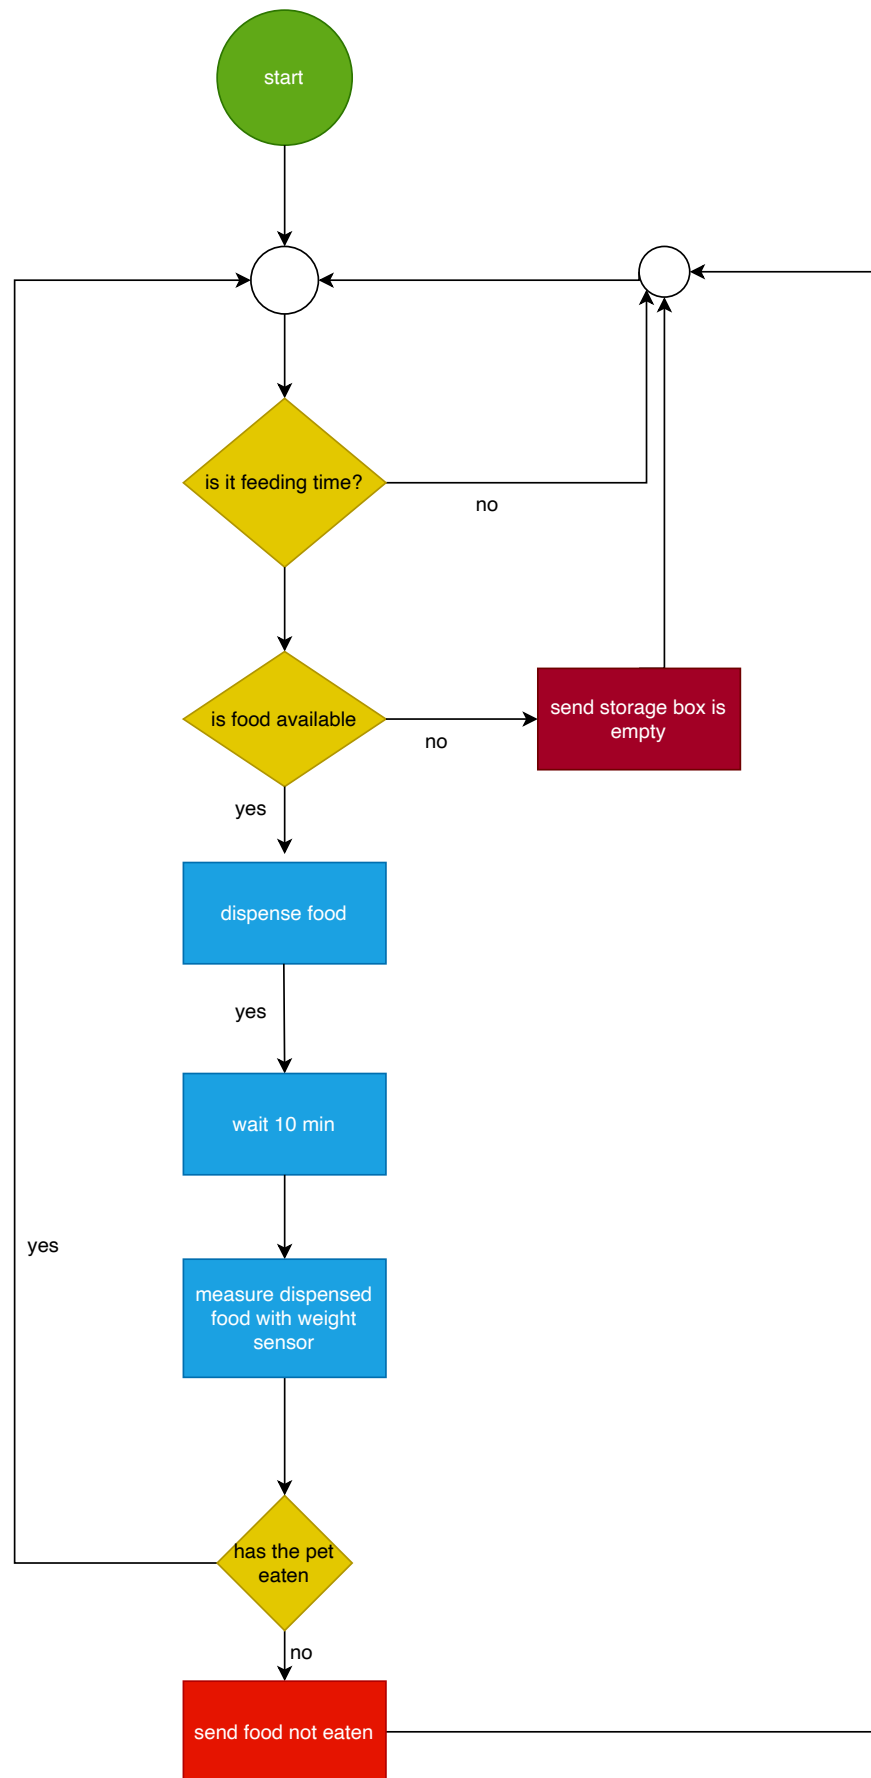 start
is it feeding time?
no
is food available
no
send storage box is
empty
yes
dispense food
yes
wait 10 min
yes
measure dispensed
food with weight
sensor
has the pet
eaten
no
send food not eaten